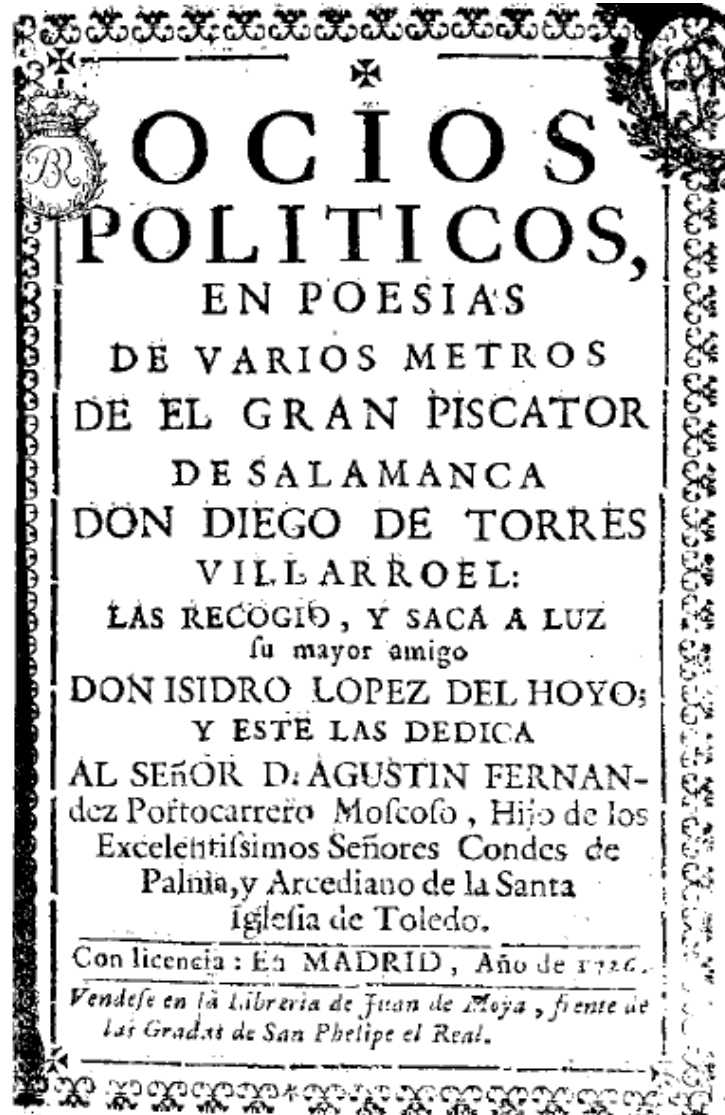 OCIOS
POLITICOS,
EN POESIAS
DE VARIOS METROS
DE EL GRAN PISCATOR
DE SALAMANCA
DON DIEGO DE TORRES
VILLARROEL:
LAS RECOGIO, Y SACA A LUZ
ſu mayor amigo
DON ISIDRO LOPEZ DEL HOYO;
Y ESTE LAS DEDICA
AL SEñOR D. AGUSTIN FERNAN-
dez Portocarrero Moſcoſo, Hijo de los
Excelentiſsimos Señores Condes de
Palma, y Arcediano de la Santa
Igleſia de Toledo.
Con licencia: En MADRID, Año de 1726.
Vendeſe en la Libreria de Juan de Moya, frente de
las Gradas de San Phelipe el Real.